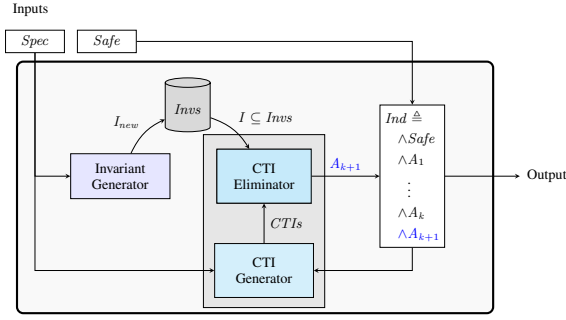 Inputs
Spec
Safe
Invs
I_new
I ⊆ Invs
Invariant
Generator
CTI
Eliminator
A_{k+1}
CTIs
CTI
Generator
Ind ≜
∧Safe
∧A_1
⋮
∧A_k
∧A_{k+1}
Output